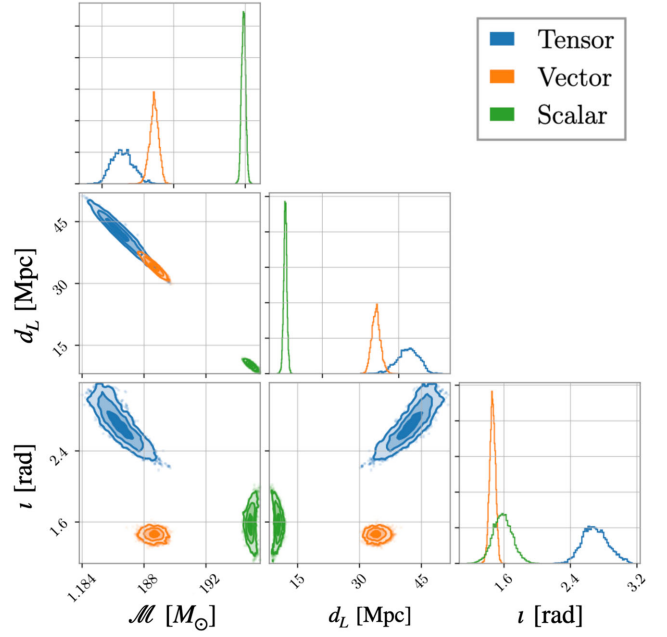 Tensor
Vector
Scalar
45
30
15
d_L [Mpc]
2.4
1.6
ι [rad]
1.184
188
192
ℳ [M_⊙]
15
30
45
d_L [Mpc]
1.6
2.4
3.2
ι [rad]